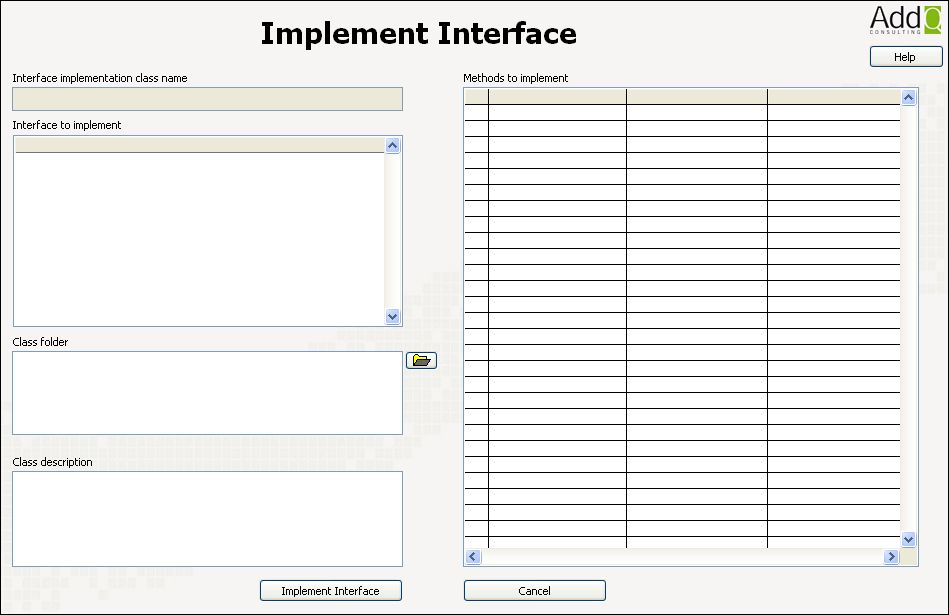 Implement Interface
AddQ
CONSULTING
Help
Interface implementation class name
Interface to implement
Class folder
Class description
Methods to implement
Implement Interface
Cancel